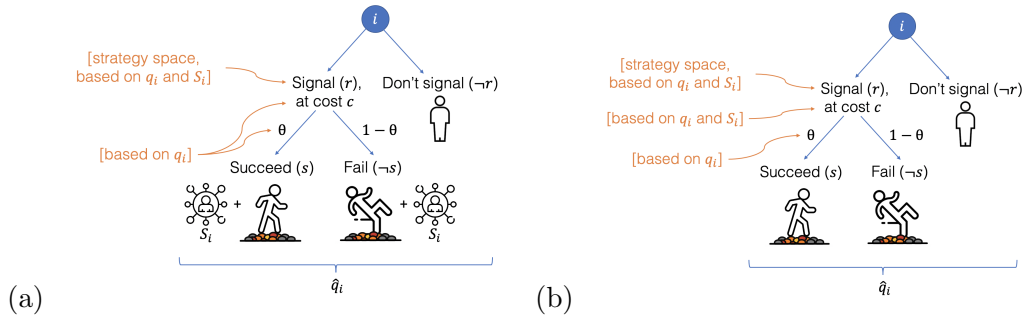 i
[strategy space,
based on qᵢ and Sᵢ]
Signal (r),
at cost c
Don't signal (¬r)
[based on qᵢ]
θ
1 − θ
Succeed (s)
Fail (¬s)
+
+
Sᵢ
Sᵢ
q̂ᵢ
(a)
i
[strategy space,
based on qᵢ and Sᵢ]
Signal (r),
at cost c
Don't signal (¬r)
[based on qᵢ and Sᵢ]
θ
1 − θ
[based on qᵢ]
Succeed (s)
Fail (¬s)
q̂ᵢ
(b)